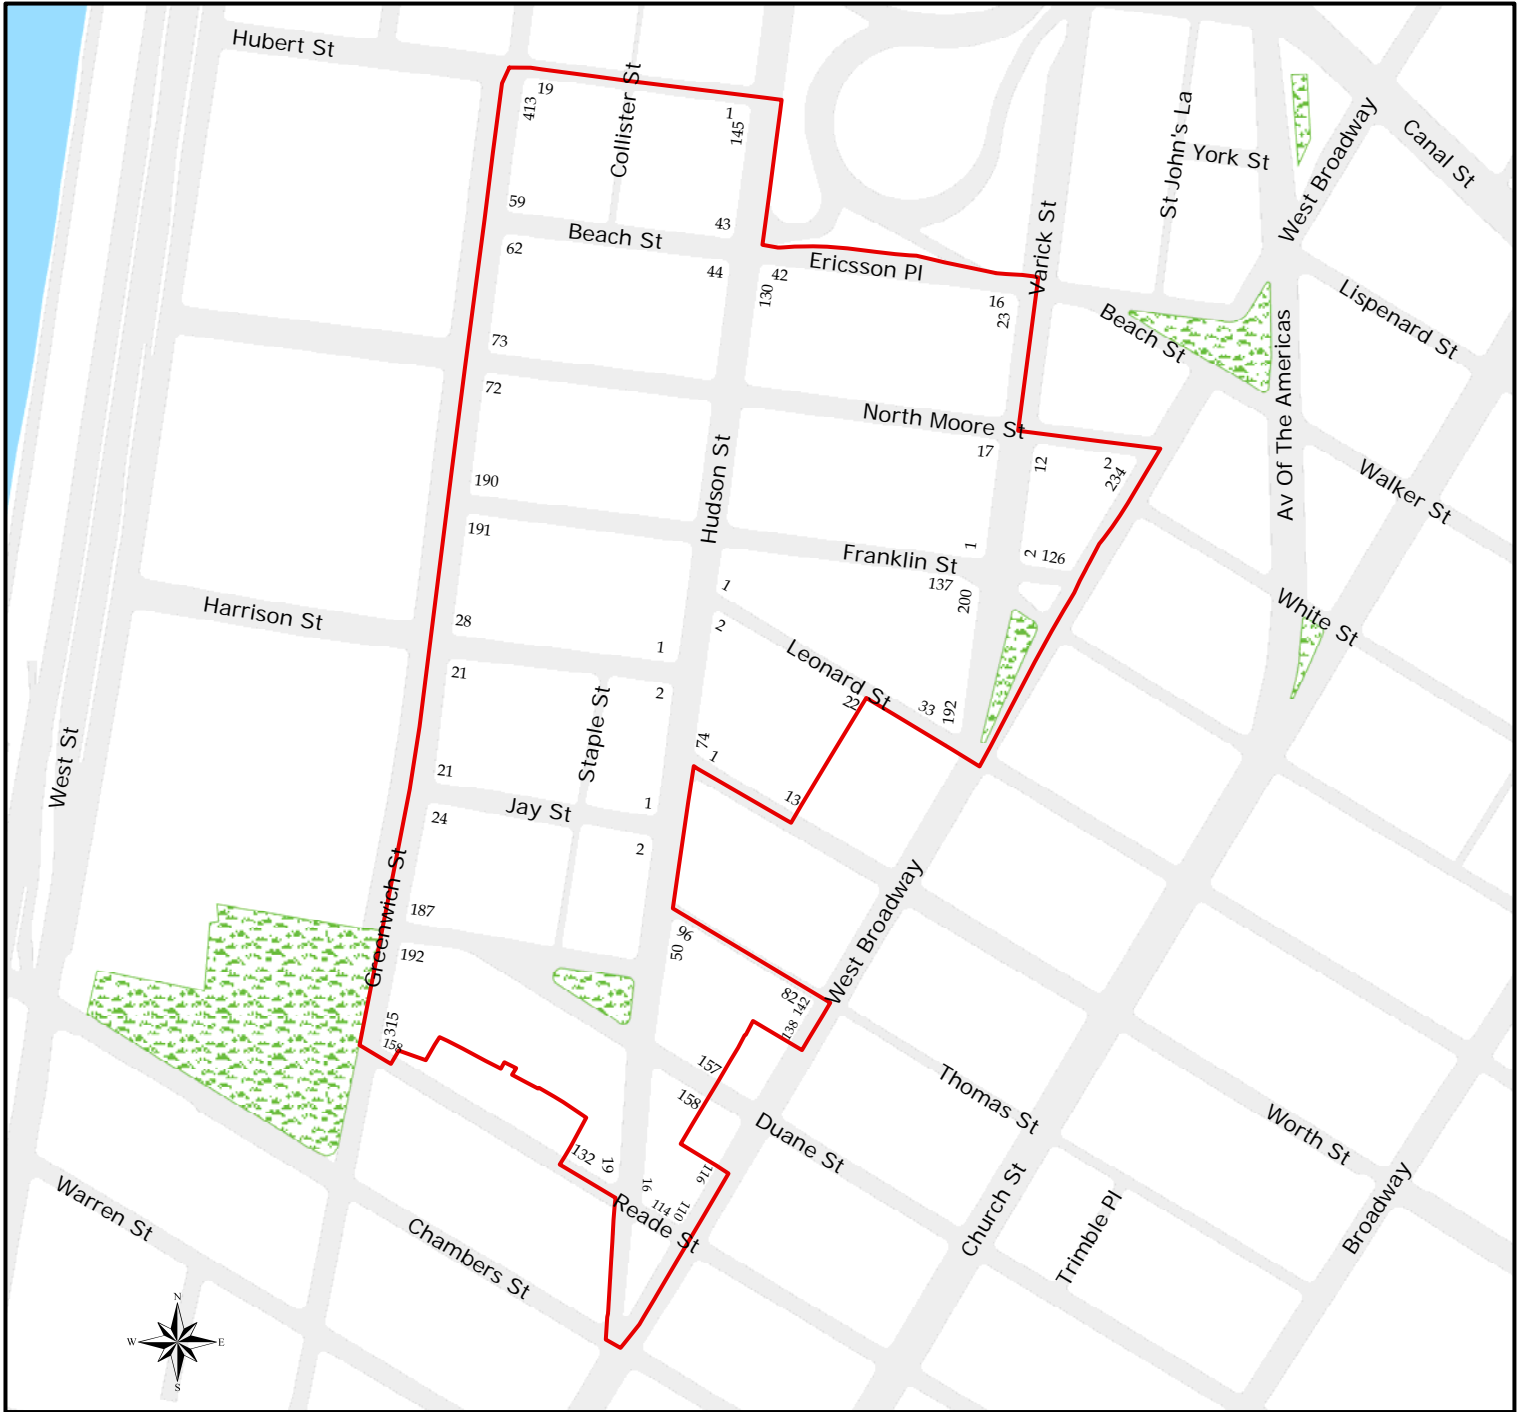 Hubert St
Collister St
19
413
1
145
St John's La
York St
West Broadway
Canal St
59
43
Beach St
62
44
Ericsson Pl
42
130
16
23
Varick St
Beach St
Lispenard St
Av Of The Americas
73
72
North Moore St
17
12
2
234
Walker St
Hudson St
190
191
Franklin St
1
2
126
137
200
White St
Harrison St
28
1
1
2
Leonard St
21
2
22
33
192
Staple St
West St
74
1
21
Jay St
1
13
24
2
Greenwich St
187
192
96
50
West Broadway
82
142
138
315
158
157
158
Thomas St
Duane St
Worth St
132
19
16
114
110
116
Reade St
Church St
Trimble Pl
Broadway
Warren St
Chambers St
N
W
E
S